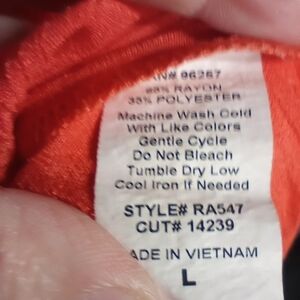 RN# 96267
RAYON
35% POLYESTER
Machine Wash Cold
With Like Colors
Gentle Cycle
Do Not Bleach
Tumble Dry Low
Cool Iron If Needed
STYLE# RA547
CUT# 14239
ADE IN VIETNAM
L